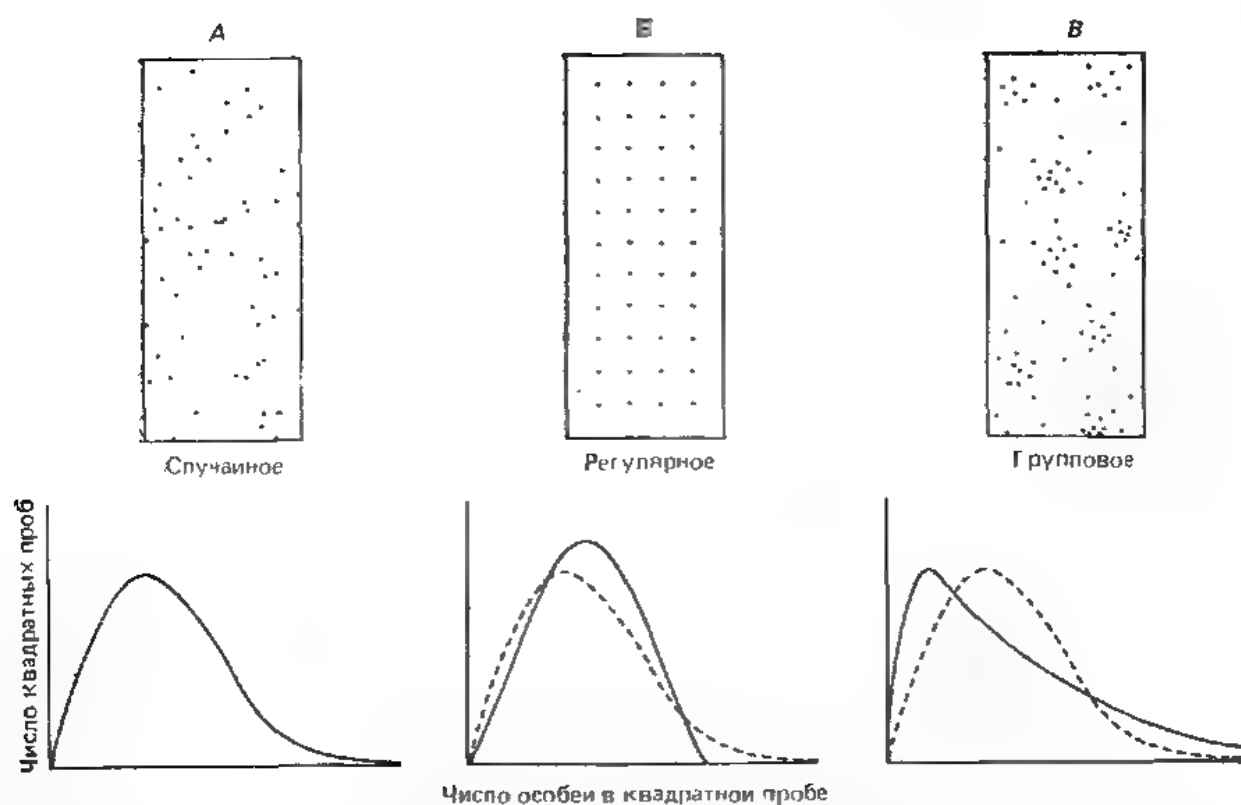 А
Б
В
Случайное
Регулярное
Групповое
Число квадратных проб
Число особей в квадратной пробе